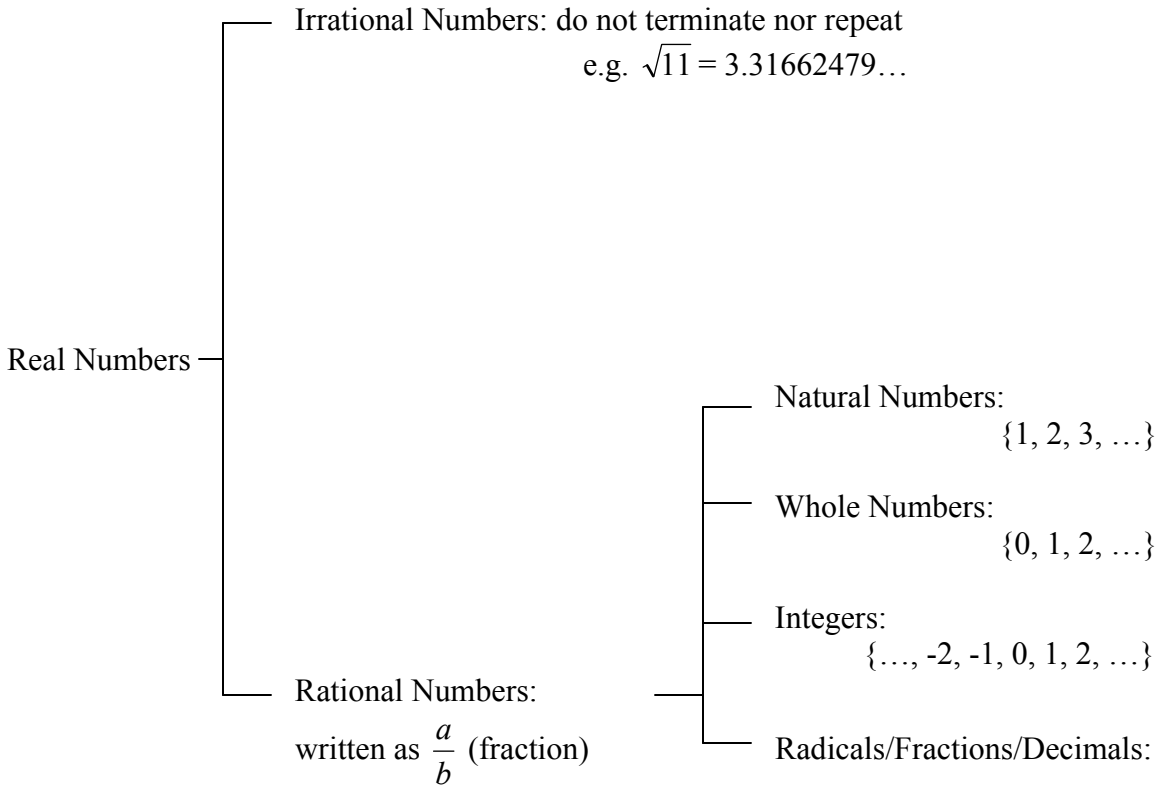 Irrational Numbers: do not terminate nor repeat
e.g. √11 = 3.31662479…
Real Numbers
Natural Numbers:
{1, 2, 3, …}
Whole Numbers:
{0, 1, 2, …}
Integers:
{…, -2, -1, 0, 1, 2, …}
Rational Numbers:
written as a/b (fraction)
Radicals/Fractions/Decimals: